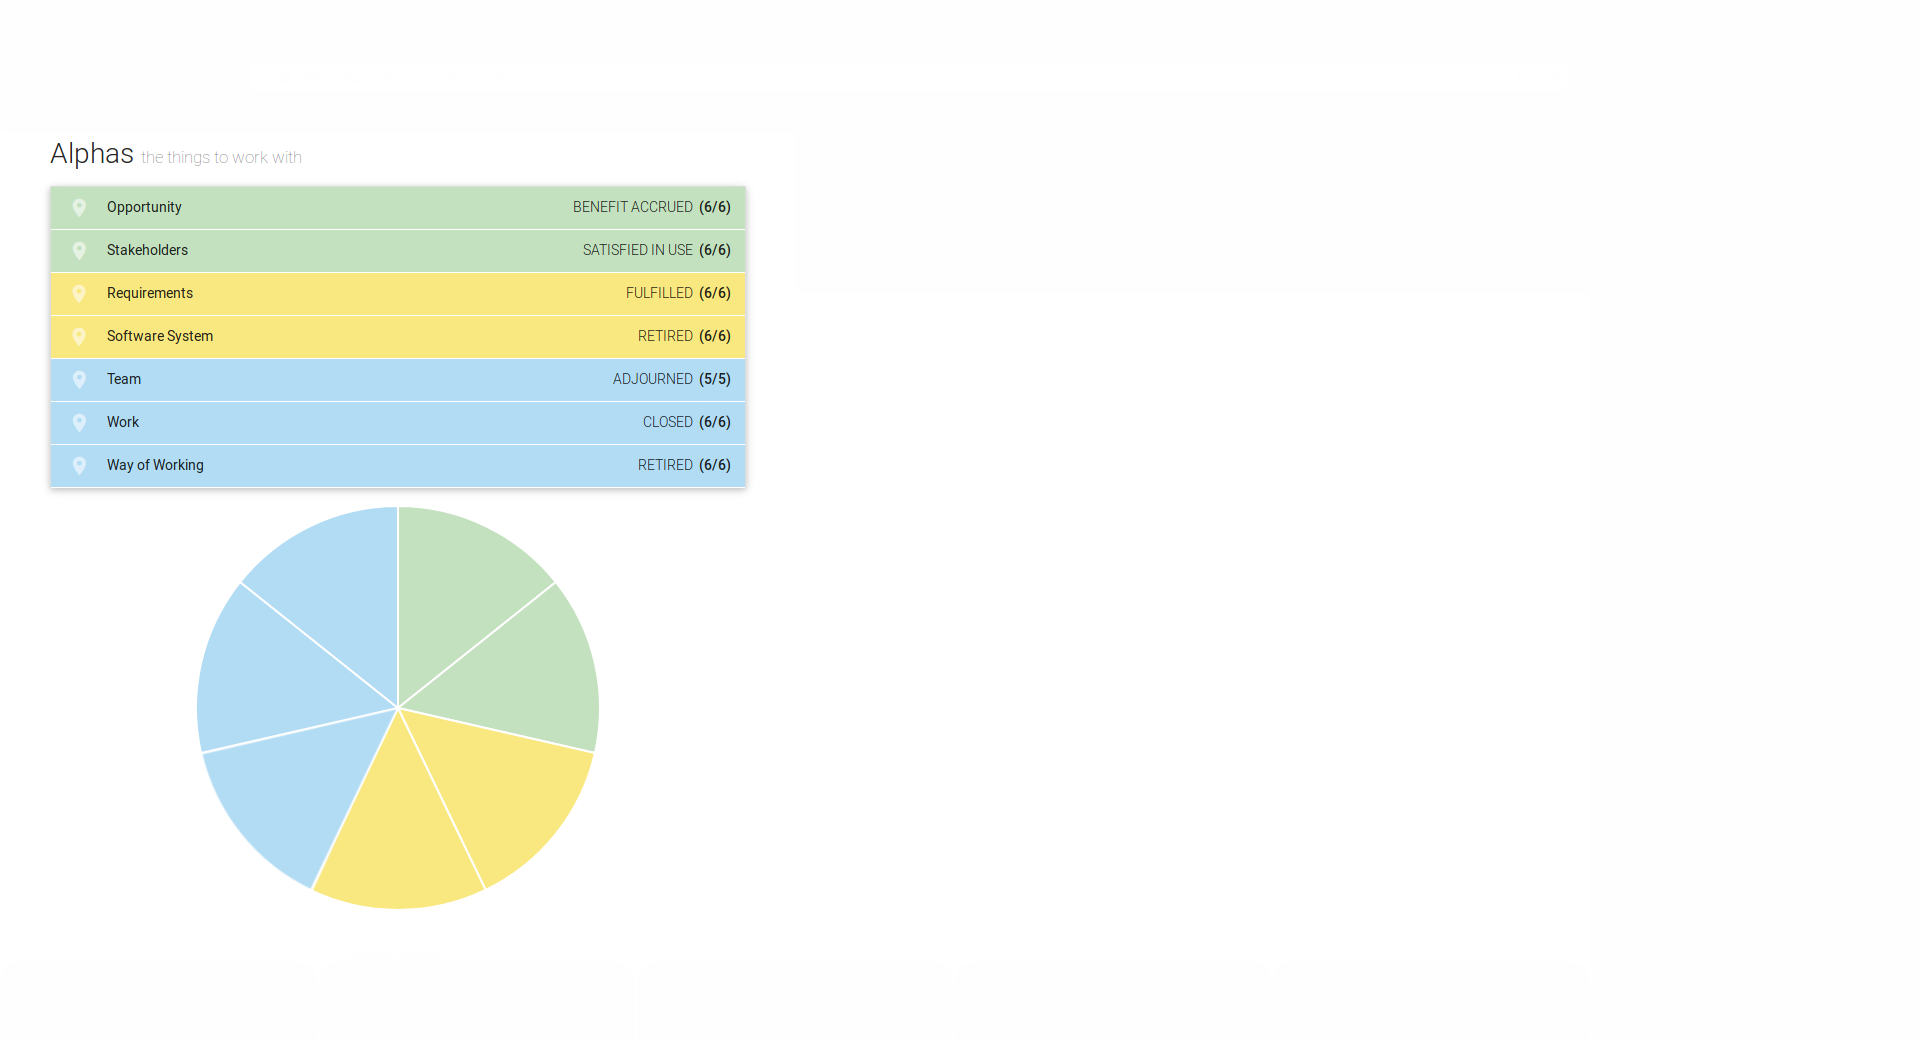 Alphas the things to work with
Opportunity BENEFIT ACCRUED (6/6)
Stakeholders SATISFIED IN USE (6/6)
Requirements FULFILLED (6/6)
Software System RETIRED (6/6)
Team ADJOURNED (5/5)
Work CLOSED (6/6)
Way of Working RETIRED (6/6)